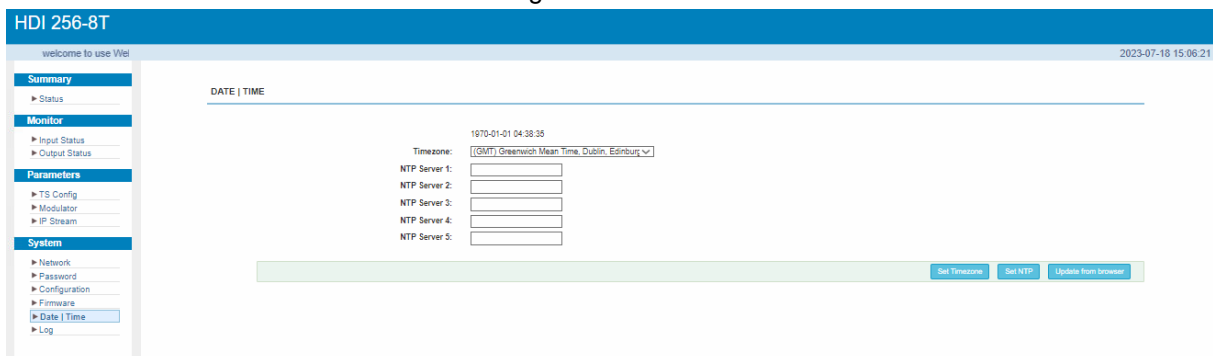 HDI 256-8T
welcome to use Wel
2023-07-18 15:06:21
Summary
Status
Monitor
Input Status
Output Status
Parameters
TS Config
Modulator
IP Stream
System
Network
Password
Configuration
Firmware
Date | Time
Log
DATE | TIME
1970-01-01 04:38:35
Timezone: (GMT) Greenwich Mean Time, Dublin, Edinburg
NTP Server 1:
NTP Server 2:
NTP Server 3:
NTP Server 4:
NTP Server 5:
Set Timezone Set NTP Update from browser